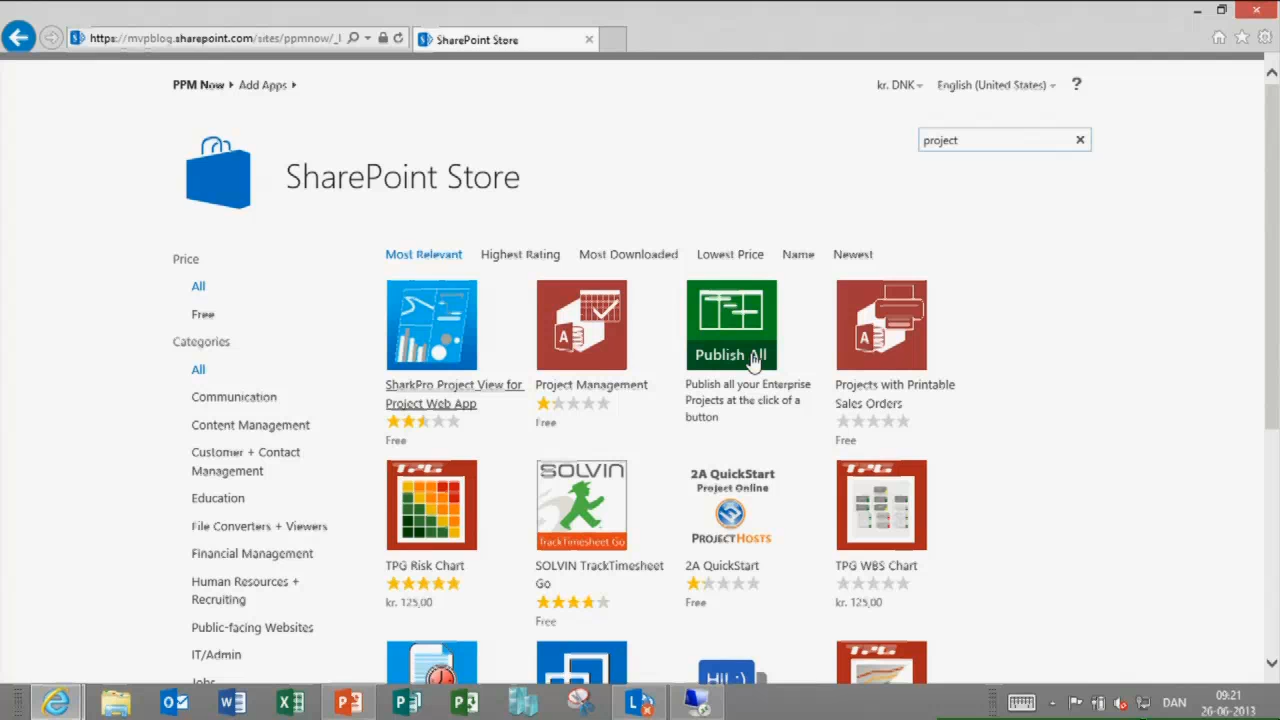 https://mvpblog.sharepoint.com/sites/ppmnow/_l
SharePoint Store
PPM Now
Add Apps
kr. DNK
English (United States)
?
project
SharePoint Store
Price
All
Free
Categories
All
Communication
Content Management
Customer + Contact
Management
Education
File Converters + Viewers
Financial Management
Human Resources +
Recruiting
Public-facing Websites
IT/Admin
Jobs
Most Relevant
Highest Rating
Most Downloaded
Lowest Price
Name
Newest
SharkPro Project View for
Project Web App
Free
Project Management
Free
Publish All
Publish all your Enterprise
Projects at the click of a
button
Projects with Printable
Sales Orders
Free
TPG
TPG Risk Chart
kr. 125,00
SOLVIN
TrackTimesheet Go
SOLVIN TrackTimesheet
Go
Free
2A QuickStart
Project Online
PROJECTHOSTS
2A QuickStart
Free
TPG
TPG WBS Chart
kr. 125,00
HI! :)
TPG
DAN
09:21
26-06-2013